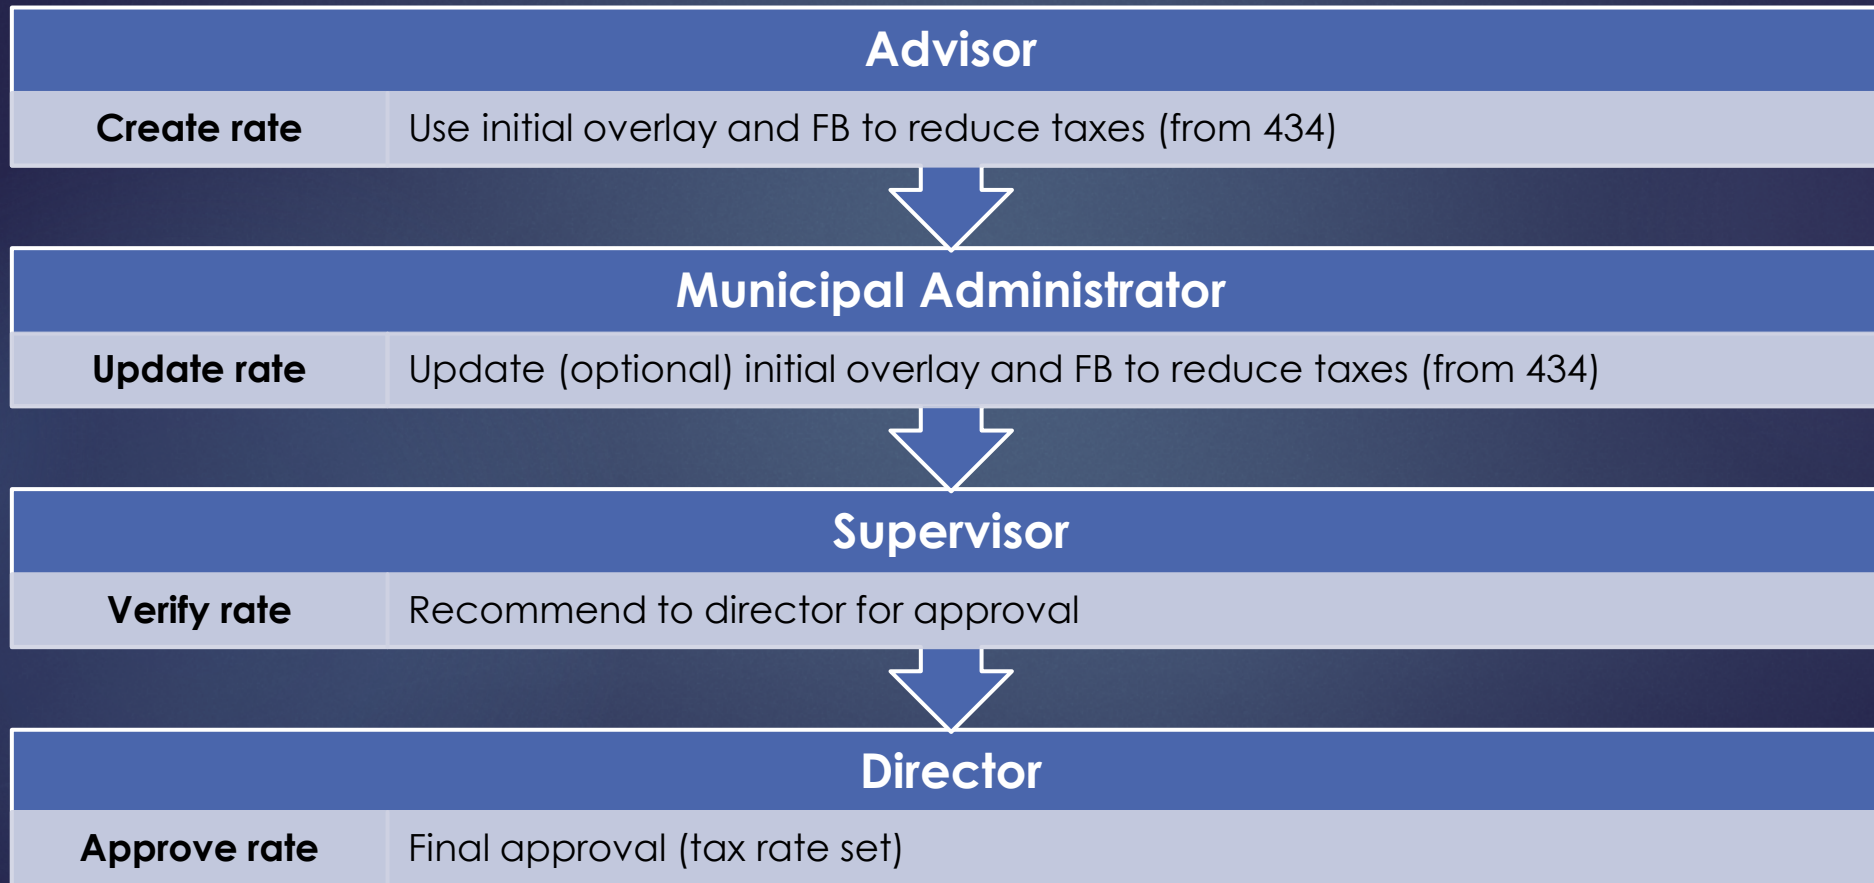 Advisor
Create rate Use initial overlay and FB to reduce taxes (from 434)
Municipal Administrator
Update rate Update (optional) initial overlay and FB to reduce taxes (from 434)
Supervisor
Verify rate Recommend to director for approval
Director
Approve rate Final approval (tax rate set)